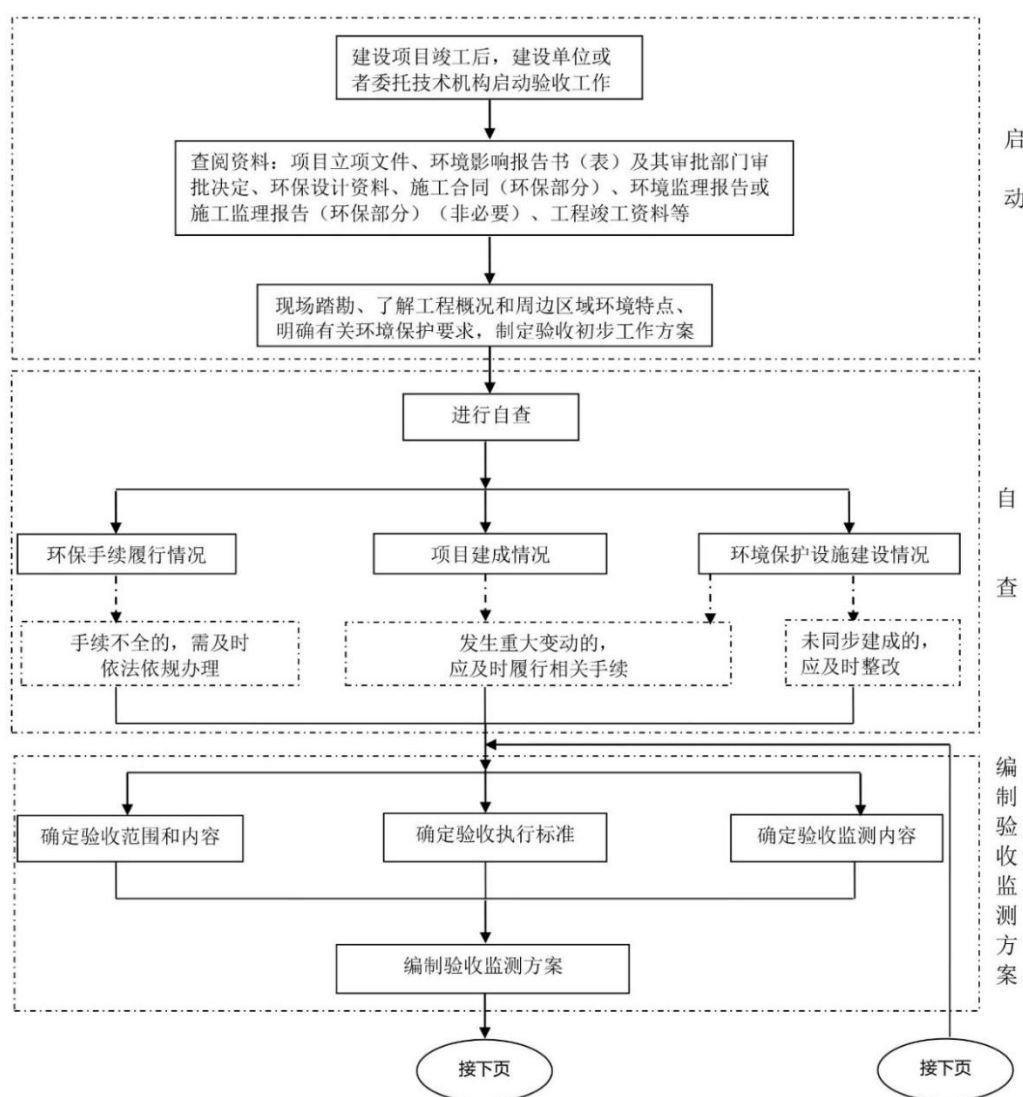 建设项目竣工后，建设单位或
者委托技术机构启动验收工作
查阅资料：项目立项文件、环境影响报告书（表）及其审批部门审
批决定、环保设计资料、施工合同（环保部分）、环境监理报告或
施工监理报告（环保部分）（非必要）、工程竣工资料等
现场踏勘、了解工程概况和周边区域环境特点、
明确有关环境保护要求，制定验收初步工作方案
启动
进行自查
环保手续履行情况
项目建成情况
环境保护设施建设情况
手续不全的，需及时
依法依规办理
发生重大变动的，
应及时履行相关手续
未同步建成的，
应及时整改
自查
确定验收范围和内容
确定验收执行标准
确定验收监测内容
编制验收监测方案
编制验收监测方案
接下页
接下页